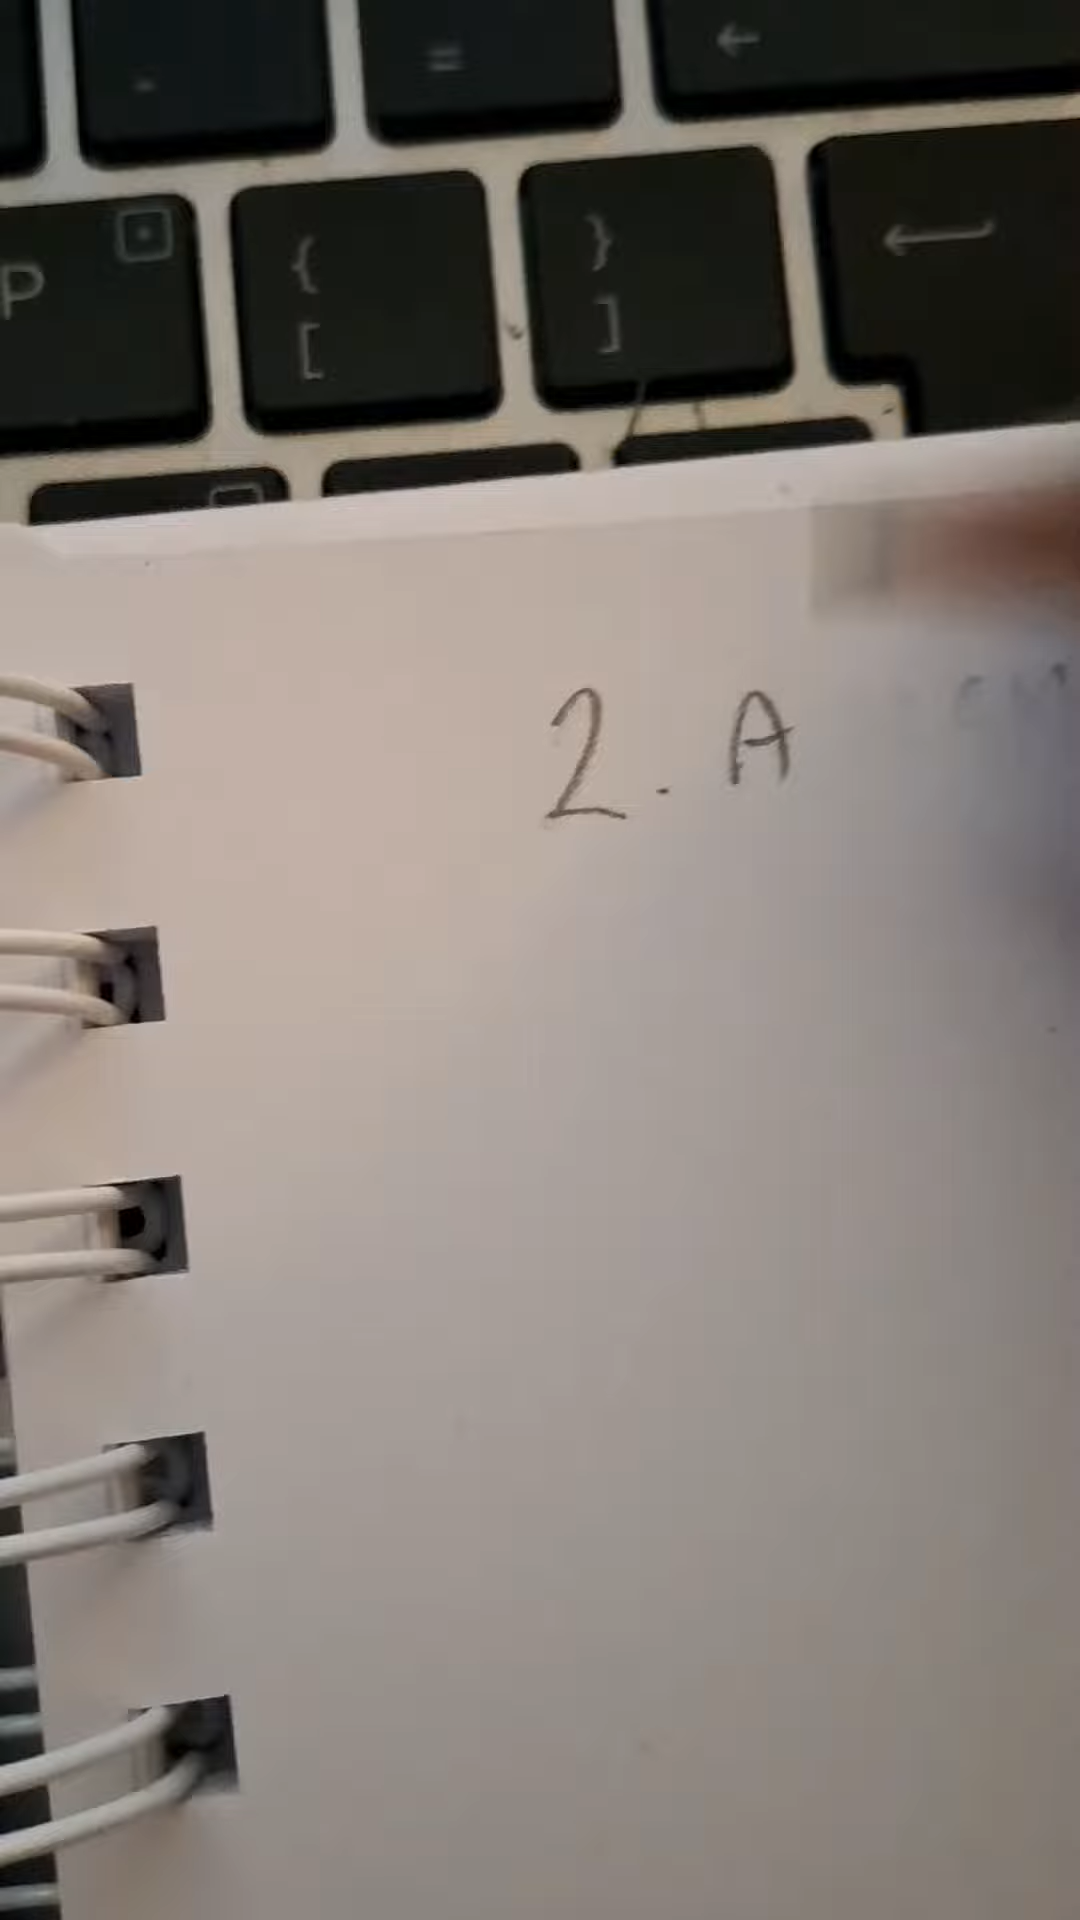 - = ←
P { [ } ] ←
2. A